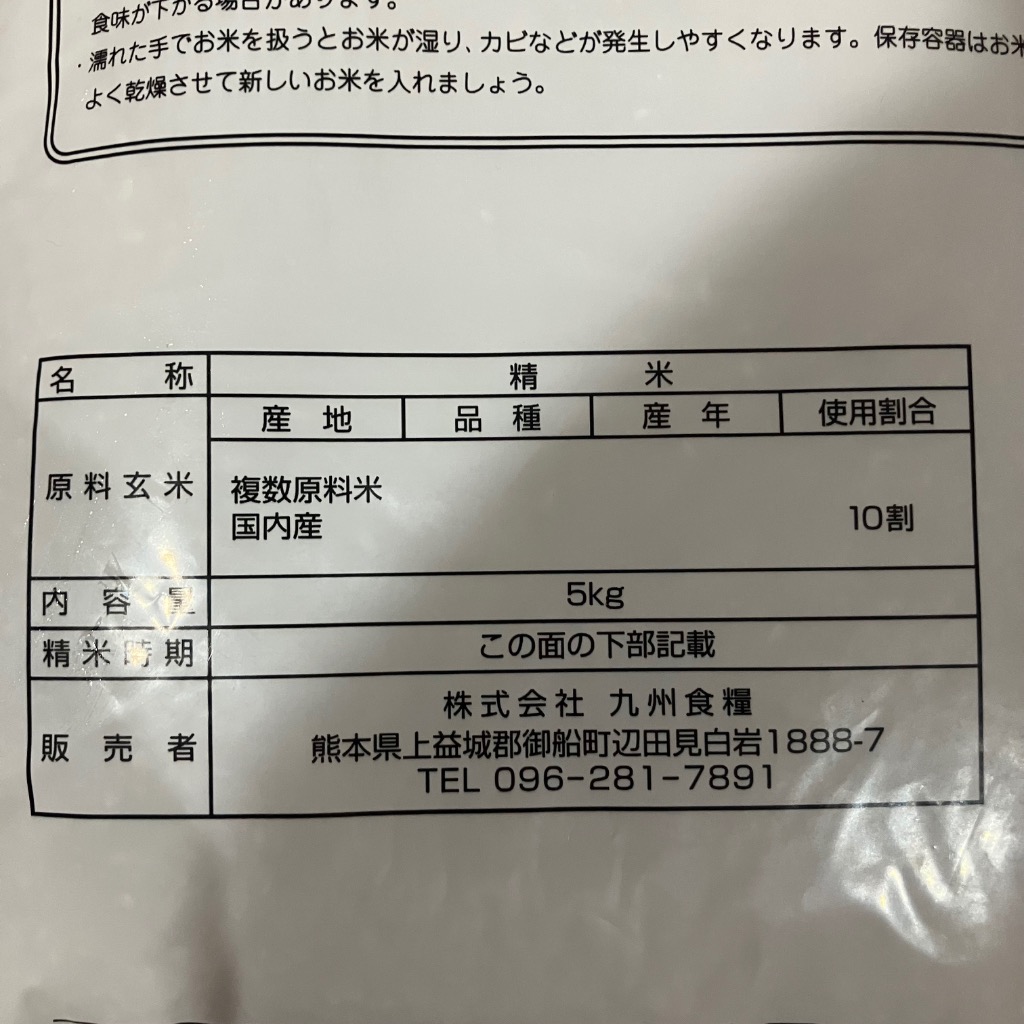 食味が下がる場合があります。
・濡れた手でお米を扱うとお米が湿り、カビなどが発生しやすくなります。保存容器はお米
よく乾燥させて新しいお米を入れましょう。
名称 精米
産地 品種 産年 使用割合
原料玄米 複数原料米
国内産 10割
内容量 5kg
精米時期 この面の下部記載
株式会社 九州食糧
販売者 熊本県上益城郡御船町辺田見白岩1888-7
TEL 096-281-7891